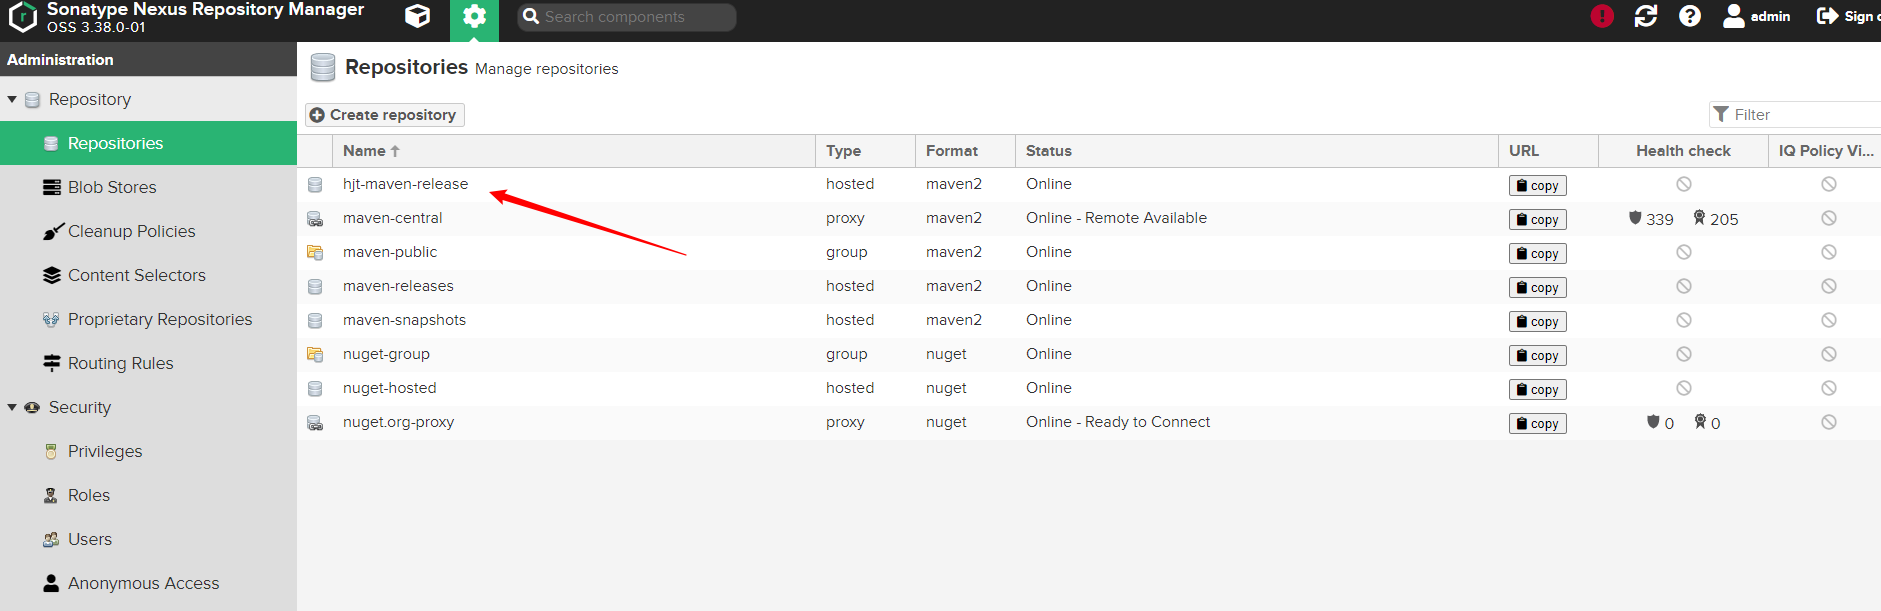 Sonatype Nexus Repository Manager
OSS 3.38.0-01
Search components
admin
Sign
Administration
Repository
Repositories
Blob Stores
Cleanup Policies
Content Selectors
Proprietary Repositories
Routing Rules
Security
Privileges
Roles
Users
Anonymous Access
Repositories Manage repositories
Create repository
Filter
Name Type Format Status URL Health check IQ Policy Vi...
hjt-maven-release hosted maven2 Online copy
maven-central proxy maven2 Online - Remote Available copy 339 205
maven-public group maven2 Online copy
maven-releases hosted maven2 Online copy
maven-snapshots hosted maven2 Online copy
nuget-group group nuget Online copy
nuget-hosted hosted nuget Online copy
nuget.org-proxy proxy nuget Online - Ready to Connect copy 0 0